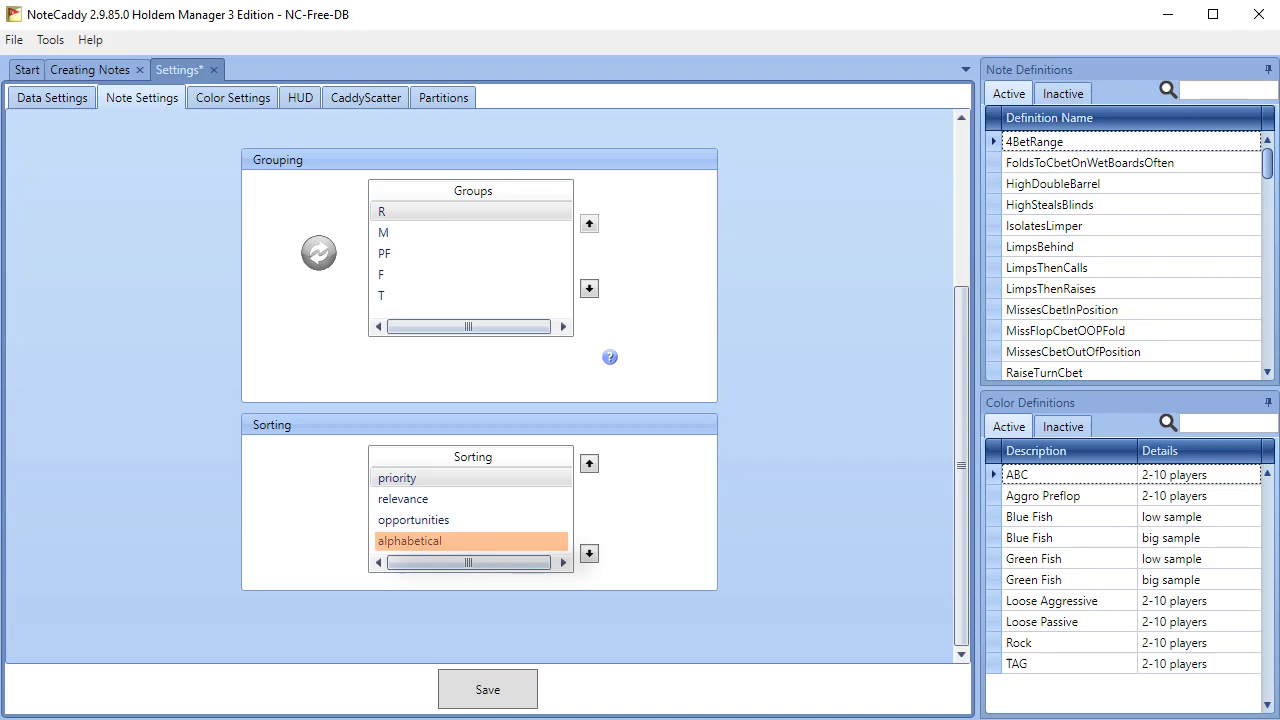 NoteCaddy 2.9.85.0 Holdem Manager 3 Edition - NC-Free-DB
File Tools Help
Start Creating Notes Settings*
Data Settings Note Settings Color Settings HUD CaddyScatter Partitions
Grouping
Groups
R
M
PF
F
T
?
Sorting
Sorting
priority
relevance
opportunities
alphabetical
Save
Note Definitions
Active Inactive
Definition Name
4BetRange
FoldsToCbetOnWetBoardsOften
HighDoubleBarrel
HighStealsBlinds
IsolatesLimper
LimpsBehind
LimpsThenCalls
LimpsThenRaises
MissesCbetInPosition
MissFlopCbetOOPFold
MissesCbetOutOfPosition
RaiseTurnCbet
Color Definitions
Active Inactive
Description Details
ABC 2-10 players
Aggro Preflop 2-10 players
Blue Fish low sample
Blue Fish big sample
Green Fish low sample
Green Fish big sample
Loose Aggressive 2-10 players
Loose Passive 2-10 players
Rock 2-10 players
TAG 2-10 players